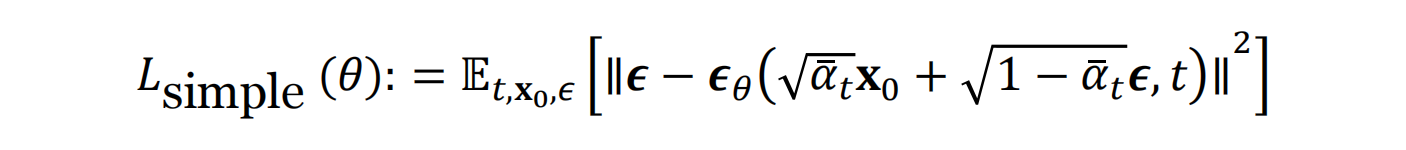 L_simple (θ): = 𝔼_{t,𝐱₀,ϵ} [‖𝛜 − 𝛜_θ(√ᾱ_t 𝐱₀ + √(1 − ᾱ_t) 𝛜, t)‖²]